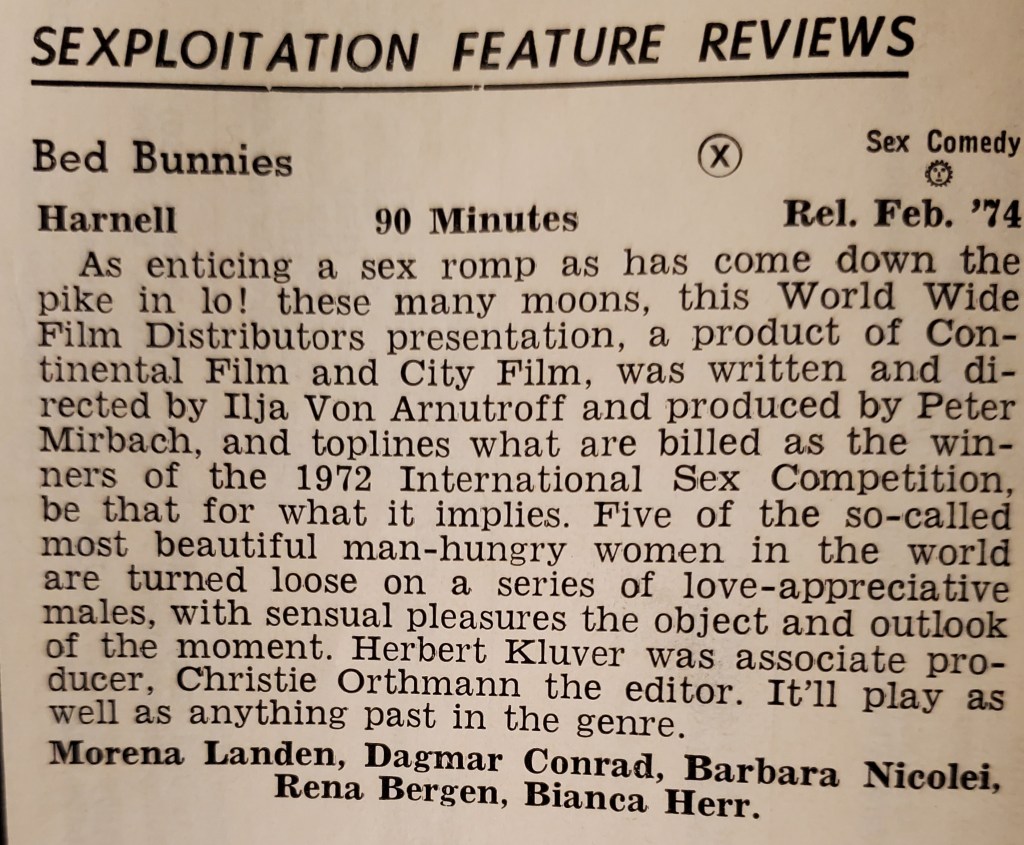 SEXPLOITATION FEATURE REVIEWS
Bed Bunnies X Sex Comedy
Harnell 90 Minutes Rel. Feb. '74
As enticing a sex romp as has come down the
pike in lo! these many moons, this World Wide
Film Distributors presentation, a product of Con-
tinental Film and City Film, was written and di-
rected by Ilja Von Arnutroff and produced by Peter
Mirbach, and toplines what are billed as the win-
ners of the 1972 International Sex Competition,
be that for what it implies. Five of the so-called
most beautiful man-hungry women in the world
are turned loose on a series of love-appreciative
males, with sensual pleasures the object and outlook
of the moment. Herbert Kluver was associate pro-
ducer, Christie Orthmann the editor. It'll play as
well as anything past in the genre.
Morena Landen, Dagmar Conrad, Barbara Nicolei,
Rena Bergen, Bianca Herr.